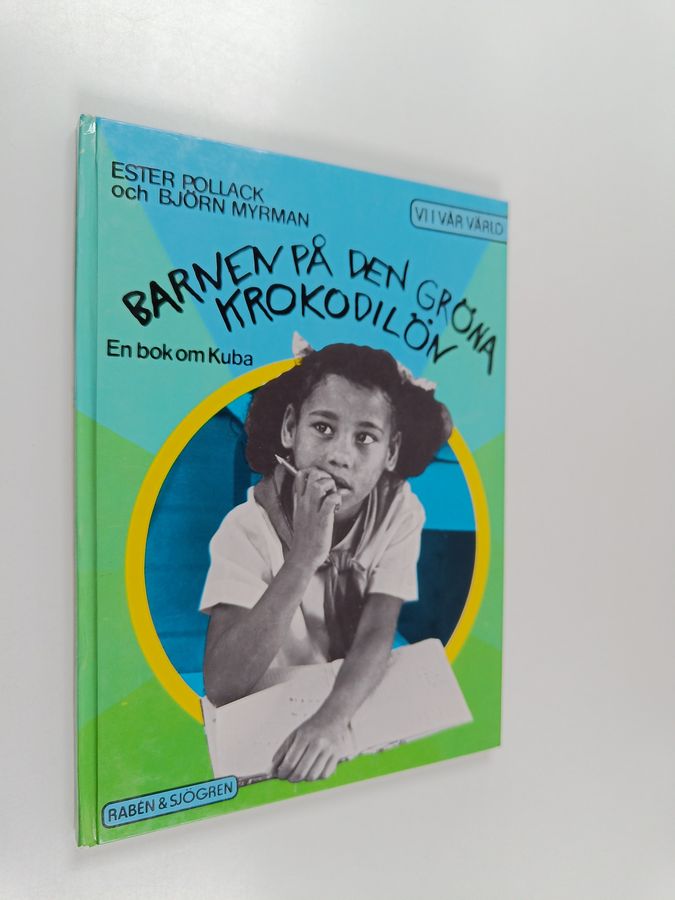 ESTER POLLACK
och BJÖRN MYRMAN
VI I VÅR VÄRLD
BARNEN PÅ DEN GRÖNA
KROKODILÖN
En bok om Kuba
RABÉN & SJÖGREN